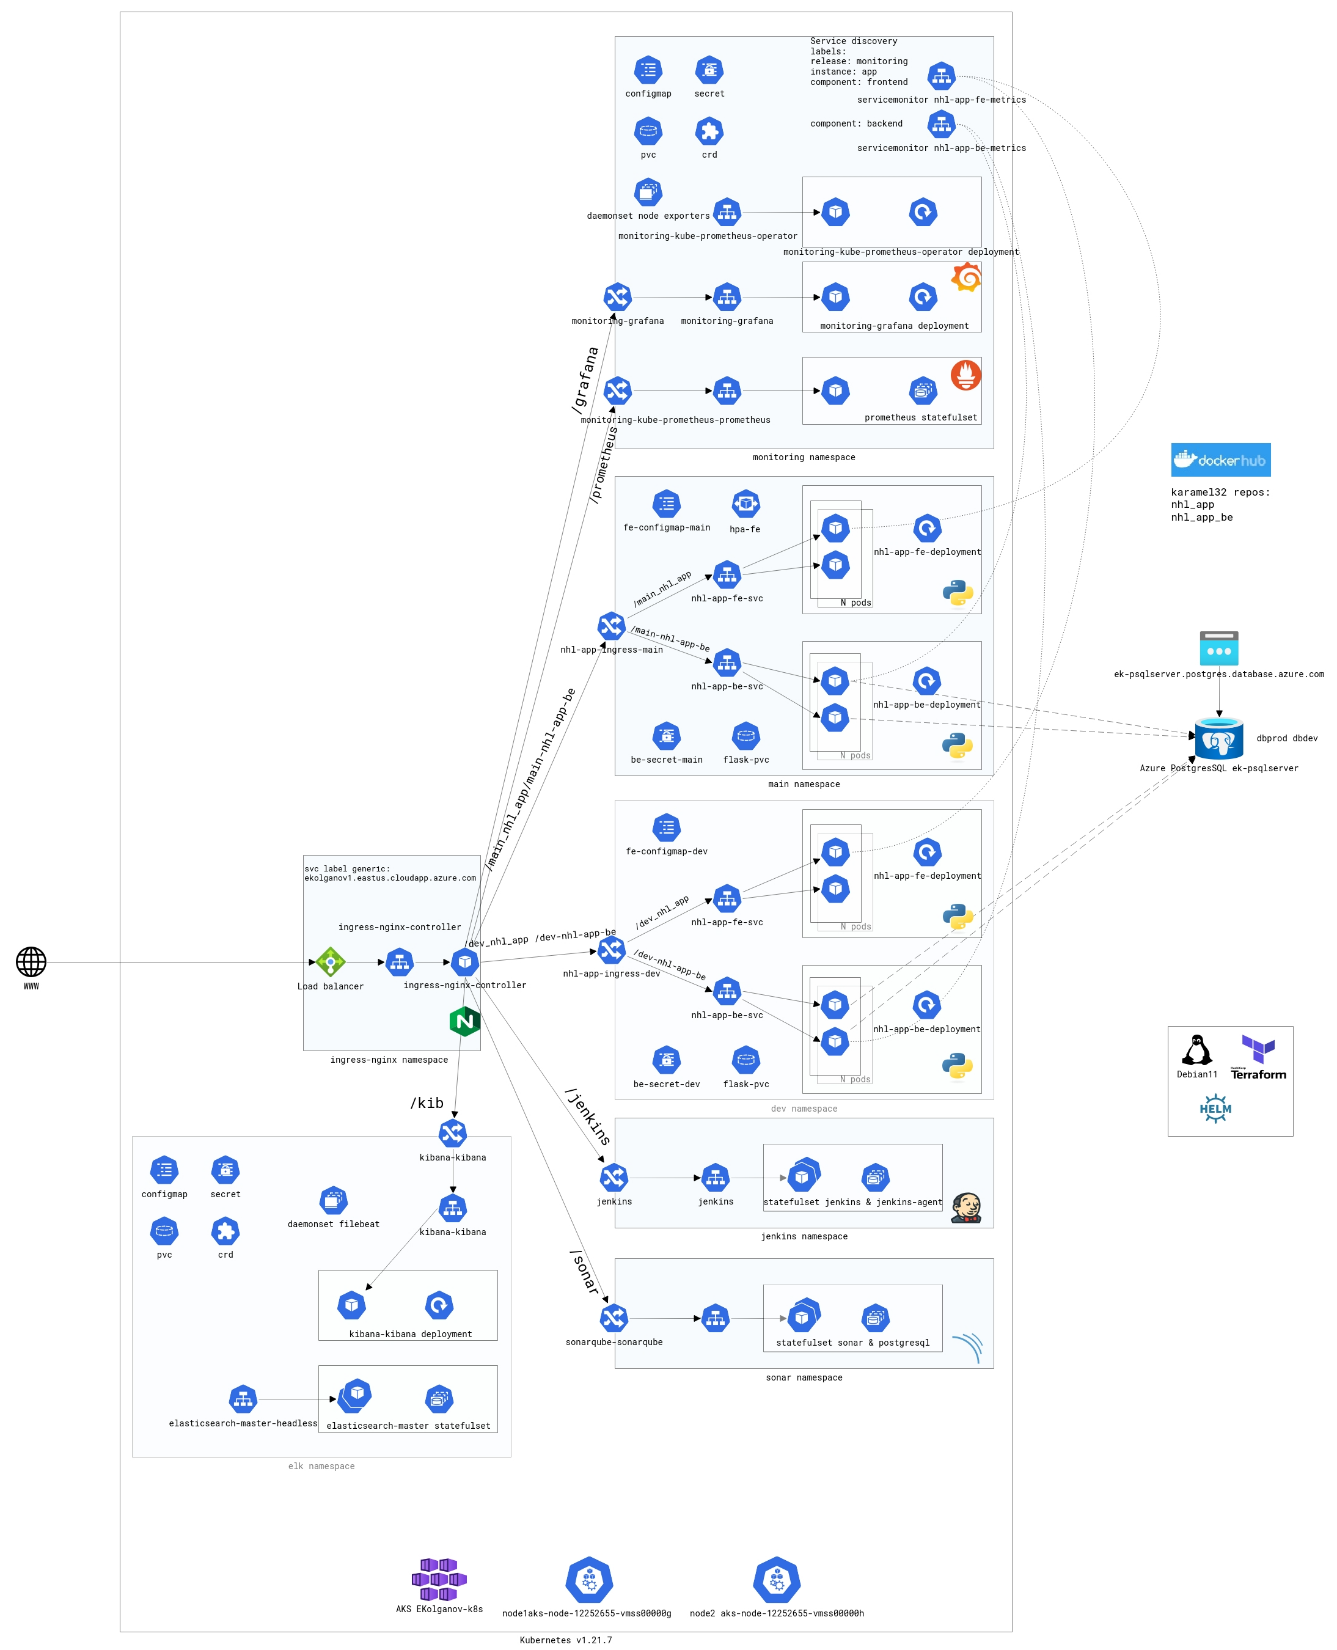 Service discovery
labels:
release: monitoring
instance: app
component: frontend
servicemonitor nhl-app-fe-metrics
component: backend
servicemonitor nhl-app-be-metrics
configmap
secret
pvc
crd
daemonset node exporters
monitoring-kube-prometheus-operator
monitoring-kube-prometheus-operator deployment
monitoring-grafana
monitoring-grafana
monitoring-grafana deployment
/grafana
monitoring-kube-prometheus-prometheus
prometheus statefulset
/prometheus
monitoring namespace
docker hub
karamel32 repos:
nhl_app
nhl_app_be
fe-configmap-main
hpa-fe
nhl-app-fe-deployment
/main_nhl_app
nhl-app-fe-svc
N pods
/main-nhl-app-be
nhl-app-ingress-main
nhl-app-be-svc
nhl-app-be-deployment
be-secret-main
flask-pvc
N pods
main namespace
/main_nhl_app/main-nhl-app-be
ek-psqlserver.postgres.database.azure.com
dbprod dbdev
Azure PostgresSQL ek-psqlserver
fe-configmap-dev
nhl-app-fe-deployment
/dev_nhl_app
nhl-app-fe-svc
N pods
svc label generic:
ekolganov1.eastus.cloudapp.azure.com
ingress-nginx-controller
/dev_nhl_app /dev-nhl-app-be
/dev-nhl-app-be
nhl-app-ingress-dev
WWW
Load balancer
ingress-nginx-controller
nhl-app-be-svc
nhl-app-be-deployment
ingress-nginx namespace
be-secret-dev
flask-pvc
N pods
dev namespace
Debian11
Terraform
HELM
/kib
/jenkins
kibana-kibana
configmap
secret
daemonset filebeat
kibana-kibana
pvc
crd
jenkins
jenkins
statefulset jenkins & jenkins-agent
jenkins namespace
/sonar
kibana-kibana deployment
sonarqube-sonarqube
statefulset sonar & postgresql
sonar namespace
elasticsearch-master-headless
elasticsearch-master statefulset
elk namespace
AKS EKolganov-k8s
node1aks-node-12252655-vmss00000g
node2 aks-node-12252655-vmss00000h
Kubernetes v1.21.7